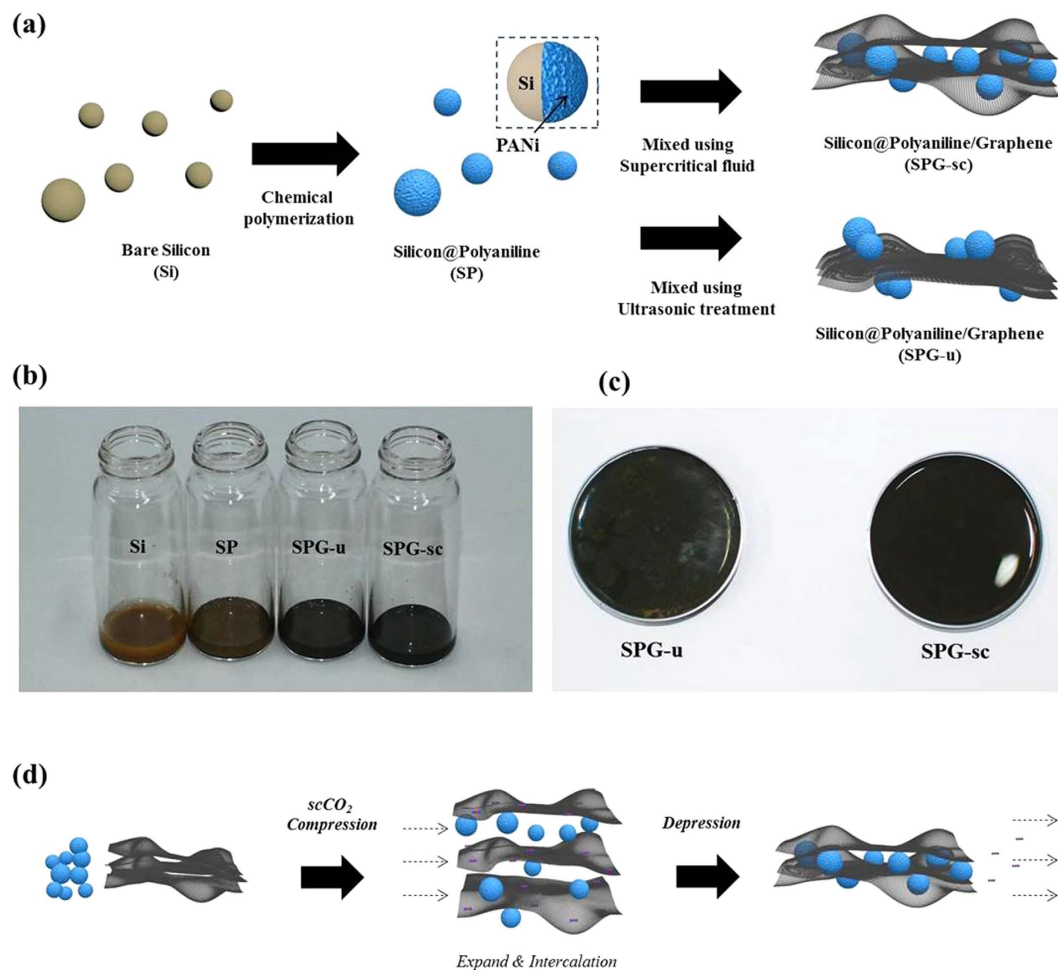 (a)
Si
PANi
Chemical
polymerization
Bare Silicon
(Si)
Silicon@Polyaniline
(SP)
Mixed using
Supercritical fluid
Silicon@Polyaniline/Graphene
(SPG-sc)
Mixed using
Ultrasonic treatment
Silicon@Polyaniline/Graphene
(SPG-u)
(b)
Si
SP
SPG-u
SPG-sc
(c)
SPG-u
SPG-sc
(d)
scCO₂
Compression
Expand & Intercalation
Depression